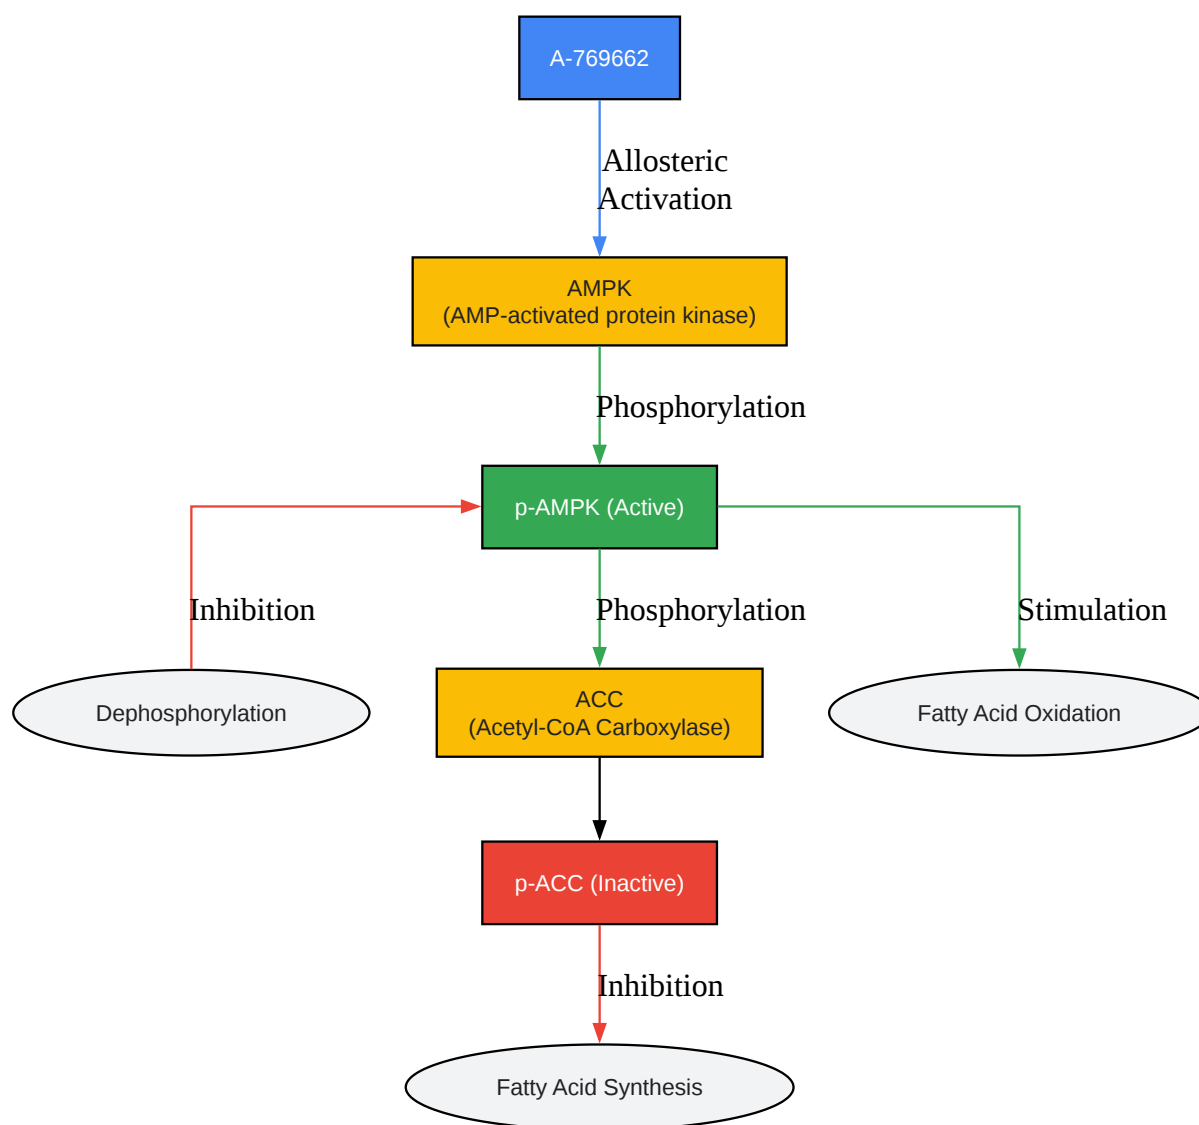 A-769662
Allosteric
Activation
AMPK
(AMP-activated protein kinase)
Phosphorylation
p-AMPK (Active)
Inhibition
Phosphorylation
Stimulation
Dephosphorylation
ACC
(Acetyl-CoA Carboxylase)
Fatty Acid Oxidation
p-ACC (Inactive)
Inhibition
Fatty Acid Synthesis